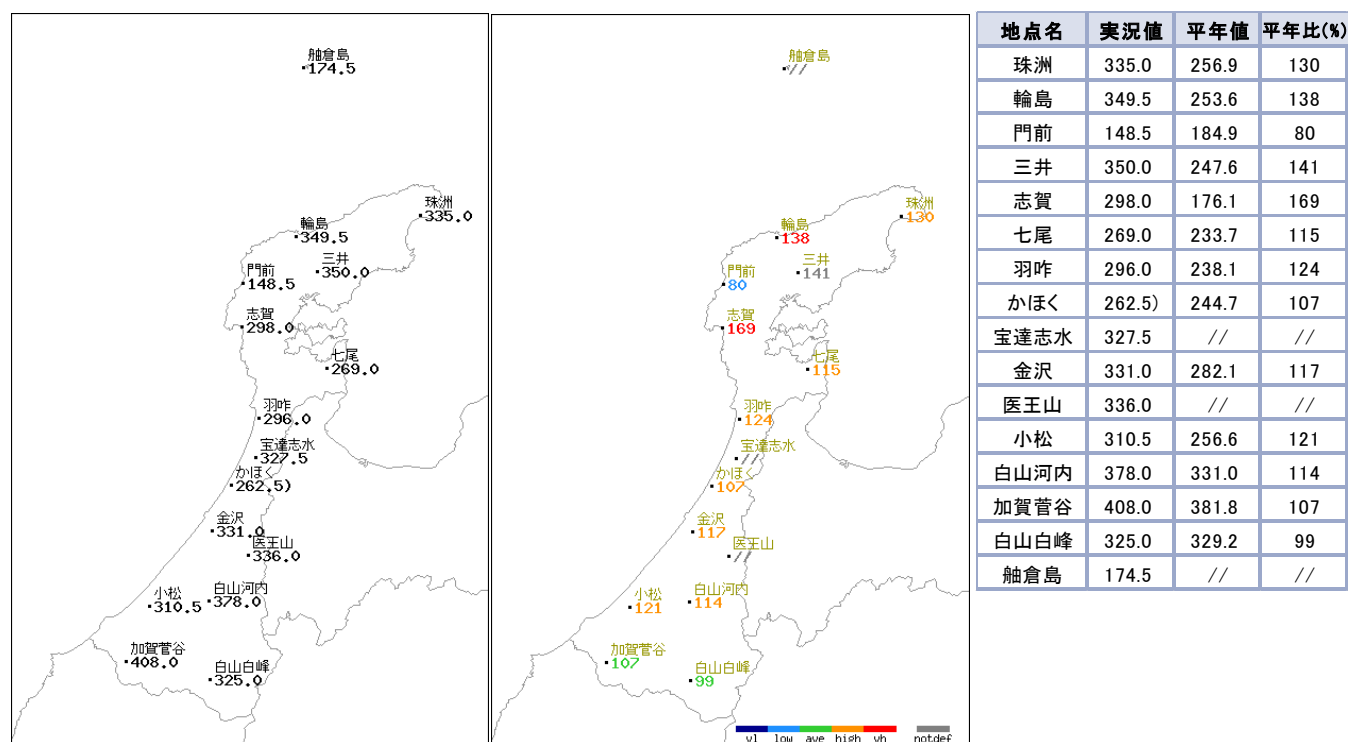 舳倉島
174.5
珠洲
335.0
輪島
349.5
三井
350.0
門前
148.5
志賀
298.0
七尾
269.0
羽咋
296.0
宝達志水
327.5
かほく
262.5)
金沢
331.0
医王山
336.0
白山河内
378.0
小松
310.5
加賀菅谷
408.0
白山白峰
325.0
舳倉島
//
珠洲
130
輪島
138
三井
141
門前
80
志賀
169
七尾
115
羽咋
124
宝達志水
//
かほく
107
金沢
117
医王山
//
白山河内
114
小松
121
加賀菅谷
107
白山白峰
99
vl low ave high vh notdef
地点名 実況値 平年値 平年比(%)
珠洲 335.0 256.9 130
輪島 349.5 253.6 138
門前 148.5 184.9 80
三井 350.0 247.6 141
志賀 298.0 176.1 169
七尾 269.0 233.7 115
羽咋 296.0 238.1 124
かほく 262.5) 244.7 107
宝達志水 327.5 // //
金沢 331.0 282.1 117
医王山 336.0 // //
小松 310.5 256.6 121
白山河内 378.0 331.0 114
加賀菅谷 408.0 381.8 107
白山白峰 325.0 329.2 99
舳倉島 174.5 // //